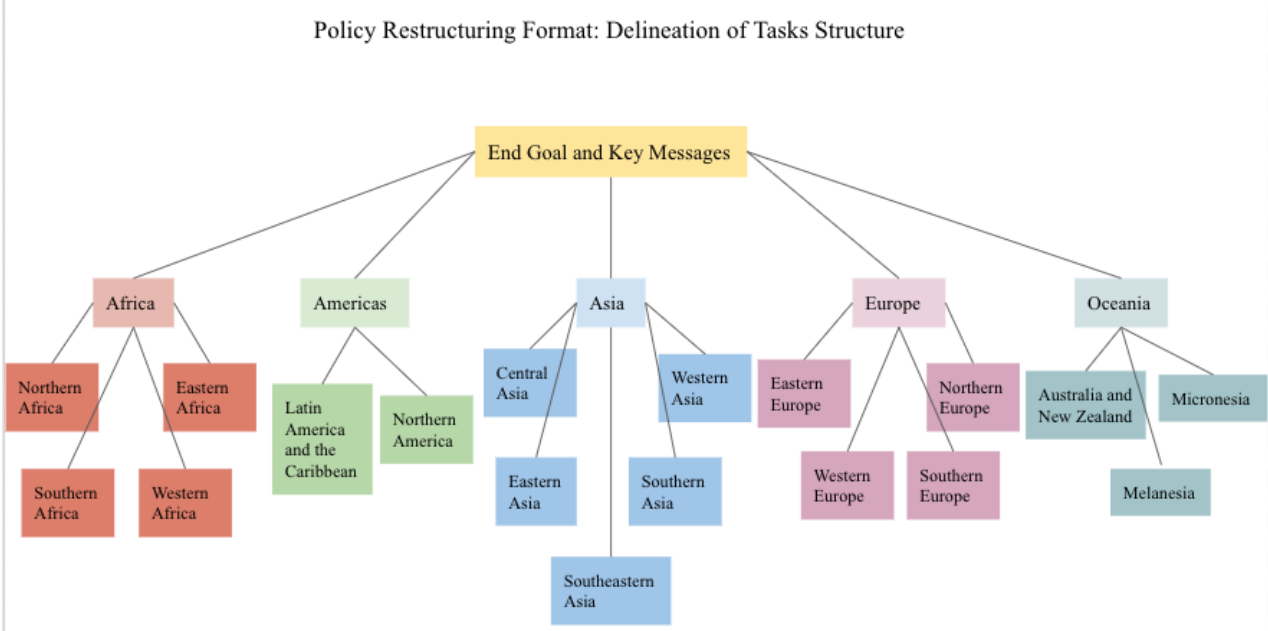 Policy Restructuring Format: Delineation of Tasks Structure
End Goal and Key Messages
Africa
Americas
Asia
Europe
Oceania
Northern
Africa
Eastern
Africa
Southern
Africa
Western
Africa
Latin
America
and the
Caribbean
Northern
America
Central
Asia
Western
Asia
Eastern
Asia
Southern
Asia
Southeastern
Asia
Eastern
Europe
Northern
Europe
Western
Europe
Southern
Europe
Australia and
New Zealand
Micronesia
Melanesia